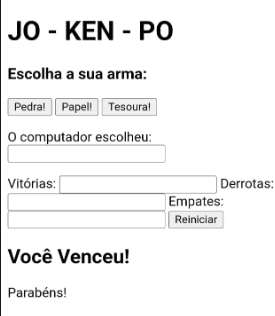 JO - KEN - PO
Escolha a sua arma:
Pedra! Papel! Tesoura!
O computador escolheu:
Vitórias: Derrotas:
Empates:
Reiniciar
Você Venceu!
Parabéns!